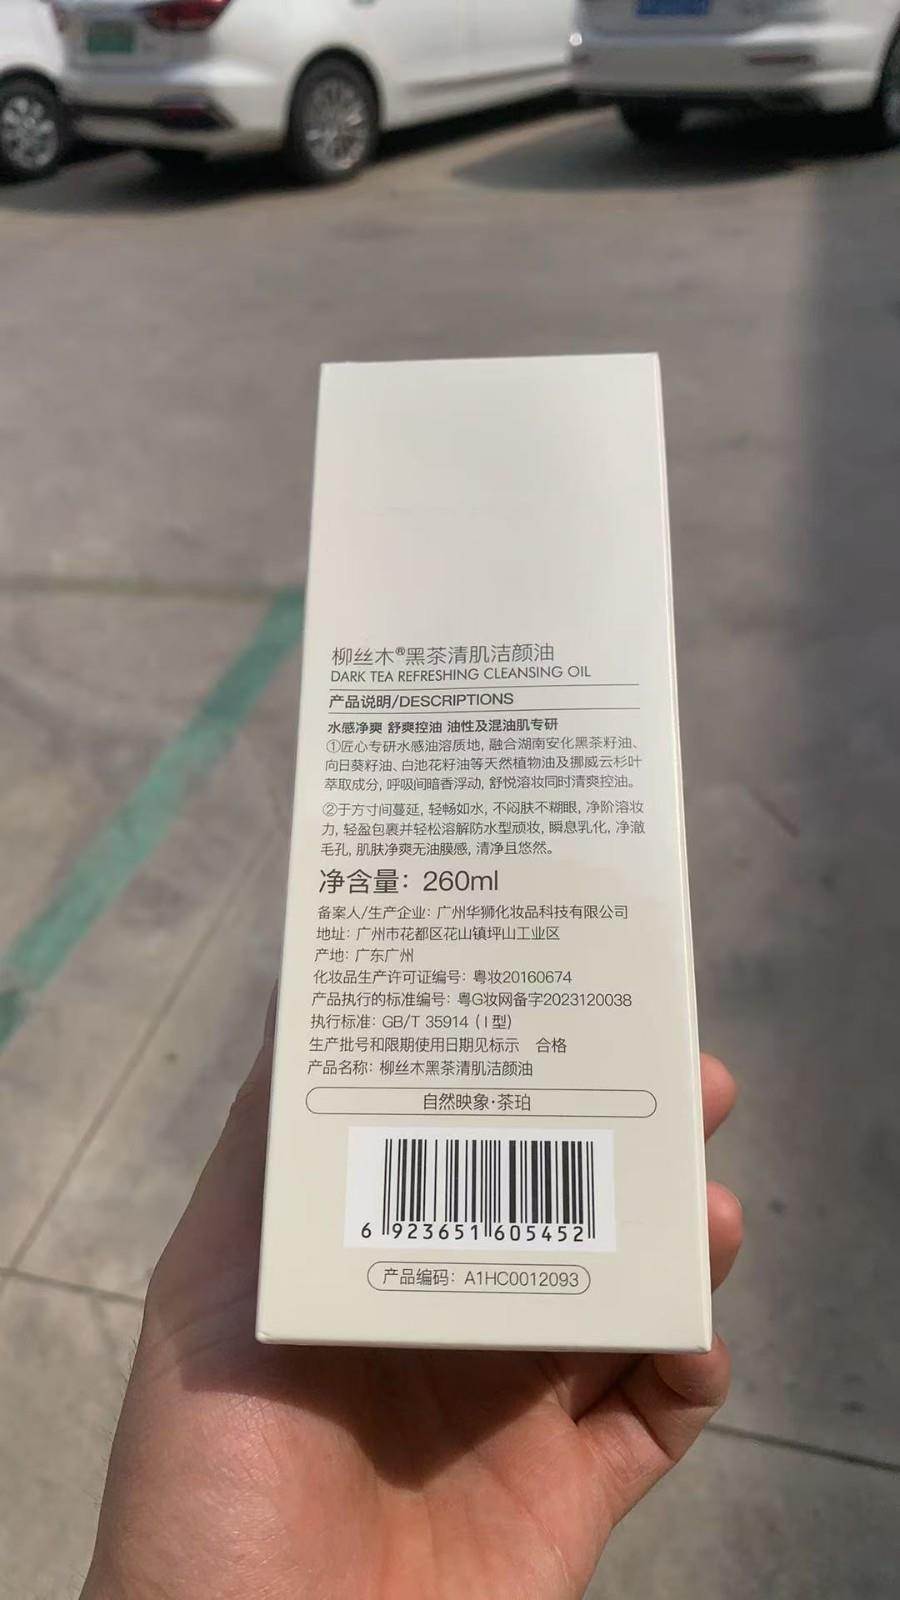 柳丝木®黑茶清肌洁颜油
DARK TEA REFRESHING CLEANSING OIL
产品说明/DESCRIPTIONS
水感净爽 舒爽控油 油性及混油肌专研
①匠心专研水感油溶质地, 融合湖南安化黑茶籽油、
向日葵籽油、白池花籽油等天然植物油及挪威云杉叶
萃取成分, 呼吸间暗香浮动, 舒悦溶妆同时清爽控油。
②于方寸间蔓延, 轻畅如水, 不闷肤不糊眼, 净阶溶妆
力, 轻盈包裹并轻松溶解防水型顽妆, 瞬息乳化, 净澈
毛孔, 肌肤净爽无油膜感, 清净且悠然。
净含量: 260ml
备案人/生产企业: 广州华狮化妆品科技有限公司
地址: 广州市花都区花山镇坪山工业区
产地: 广东广州
化妆品生产许可证编号: 粤妆20160674
产品执行的标准编号: 粤G妆网备字2023120038
执行标准: GB/T 35914 (Ⅰ型)
生产批号和限期使用日期见标示 合格
产品名称: 柳丝木黑茶清肌洁颜油
自然映象·茶珀
6 923651 605452
产品编码: A1HC0012093